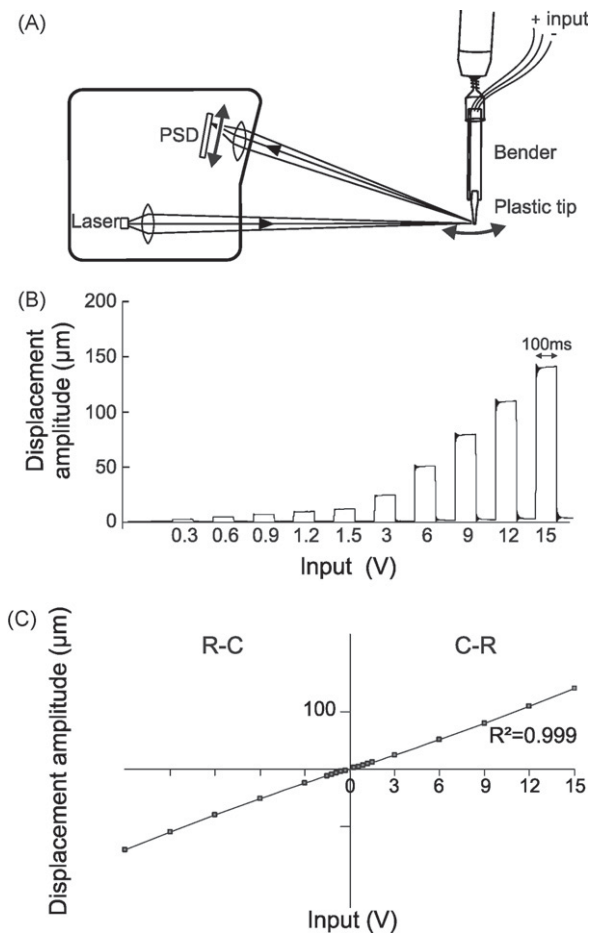 (A)
+ input
-
PSD
Bender
Laser
Plastic tip
(B)
Displacement
amplitude (µm)
200
150
100
50
0
100ms
0.3 0.6 0.9 1.2 1.5 3 6 9 12 15
Input (V)
(C)
Displacement amplitude (µm)
R-C
C-R
100
R²=0.999
0 3 6 9 12 15
Input (V)